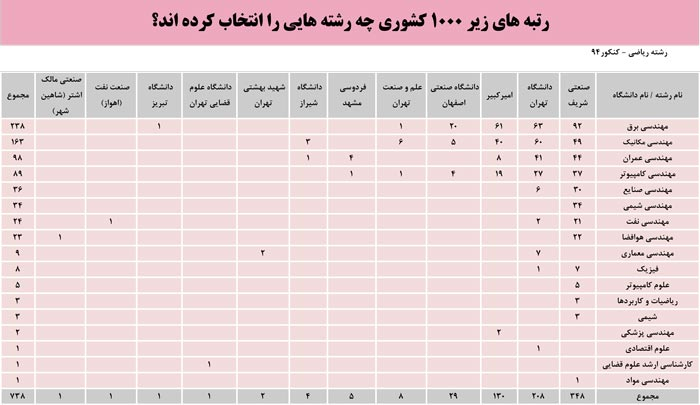 رتبه های زیر ۱۰۰۰ کشوری چه رشته هایی را انتخاب کرده اند؟
رشته ریاضی - کنکور۹۴
نام رشته / نام دانشگاه صنعتی شریف دانشگاه تهران امیرکبیر دانشگاه صنعتی اصفهان علم و صنعت تهران فردوسی مشهد دانشگاه شیراز شهید بهشتی تهران دانشگاه علوم قضایی تهران دانشگاه تبریز صنعت نفت (اهواز) صنعتی مالک اشتر (شاهین شهر) مجموع
مهندسی برق ۹۲ ۶۳ ۶۱ ۲۰ ۱ ۱ ۲۳۸
مهندسی مکانیک ۴۹ ۶۰ ۴۰ ۵ ۶ ۳ ۱۶۳
مهندسی عمران ۴۴ ۴۱ ۸ ۴ ۱ ۹۸
مهندسی کامپیوتر ۳۷ ۲۷ ۱۹ ۴ ۱ ۱ ۸۹
مهندسی صنایع ۳۰ ۶ ۳۶
مهندسی شیمی ۳۴ ۳۴
مهندسی نفت ۲۱ ۲ ۱ ۲۴
مهندسی هوافضا ۲۲ ۱ ۲۳
مهندسی معماری ۷ ۲ ۹
فیزیک ۷ ۱ ۸
علوم کامپیوتر ۵ ۵
ریاضیات و کاربردها ۳ ۳
شیمی ۳ ۳
مهندسی پزشکی ۲ ۲
علوم اقتصادی ۱ ۱
کارشناسی ارشد علوم قضایی ۱ ۱
مهندسی مواد ۱ ۱
مجموع ۳۴۸ ۲۰۸ ۱۳۰ ۲۹ ۸ ۵ ۴ ۲ ۱ ۱ ۱ ۱ ۷۳۸